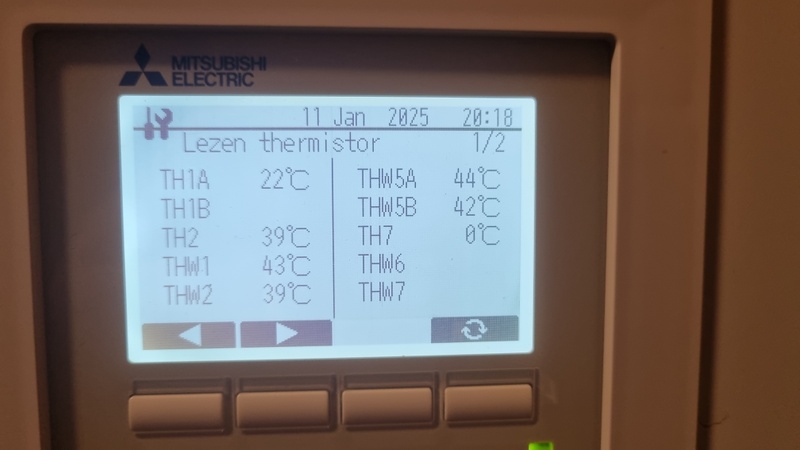 MITSUBISHI
ELECTRIC
11 Jan 2025 20:18
Lezen thermistor 1/2
TH1A 22℃ THW5A 44℃
TH1B THW5B 42℃
TH2 39℃ TH7 0℃
THW1 43℃ THW6
THW2 39℃ THW7